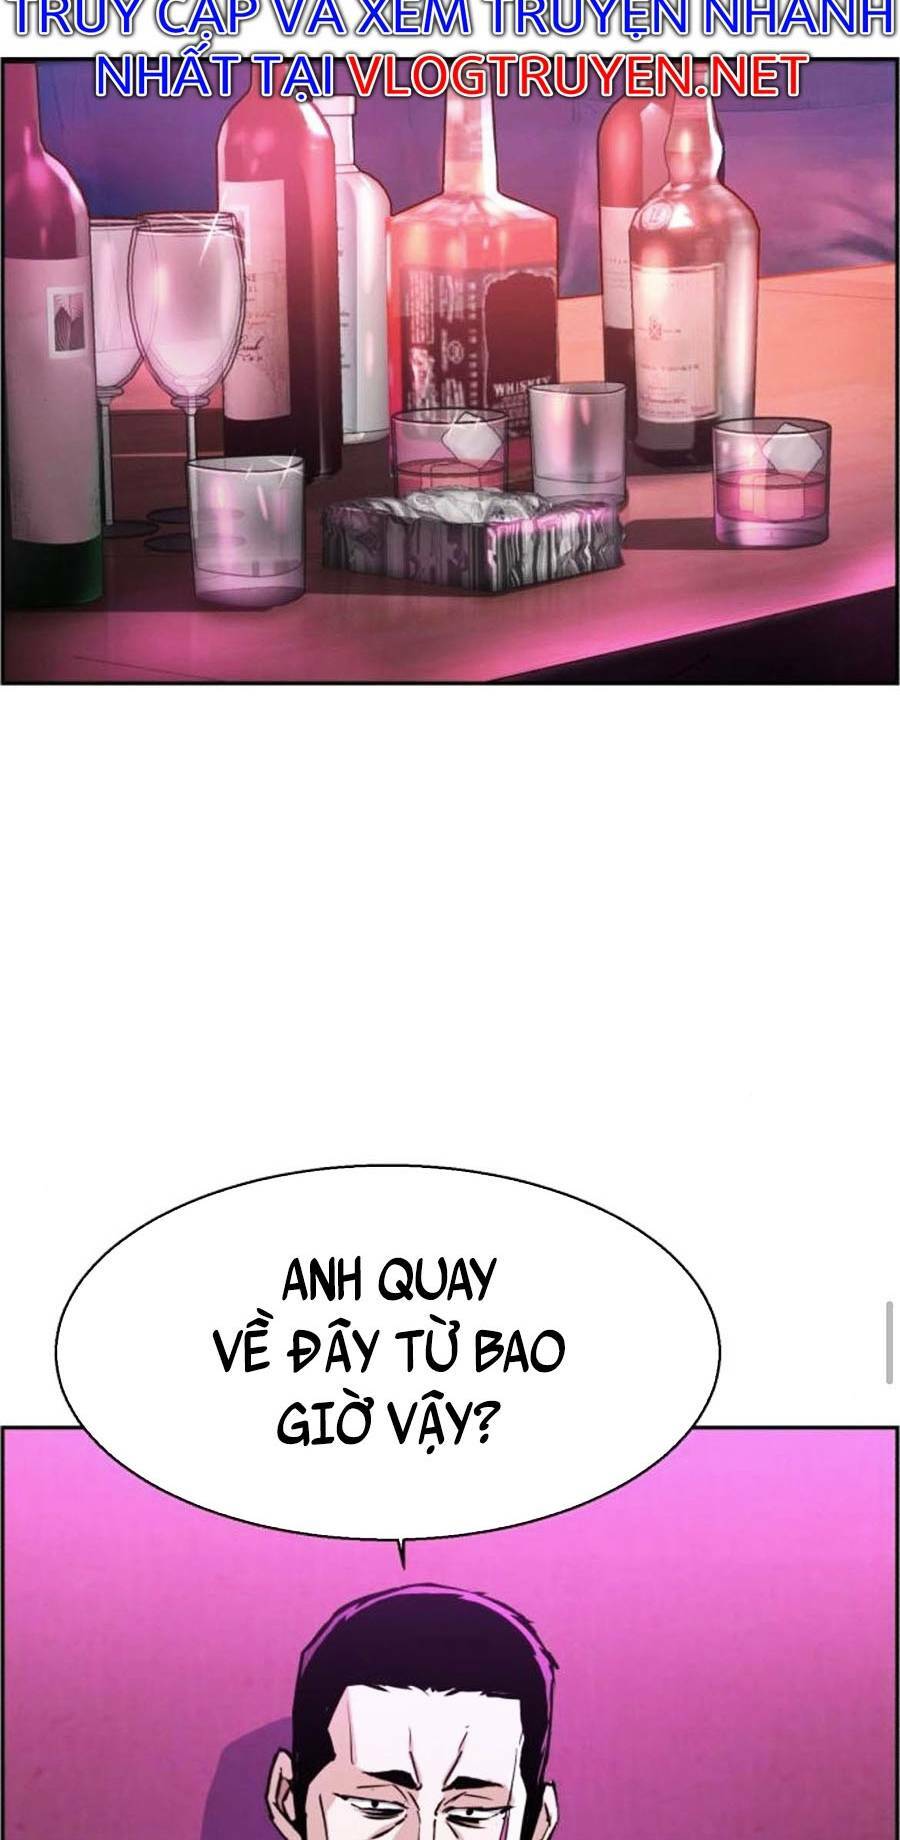 TRUY CẬP VÀ XEM TRUYỆN NHANH
NHẤT TẠI VLOGTRUYEN.NET
WHISKEY
ANH QUAY
VỀ ĐÂY TỪ BAO
GIỜ VẬY?